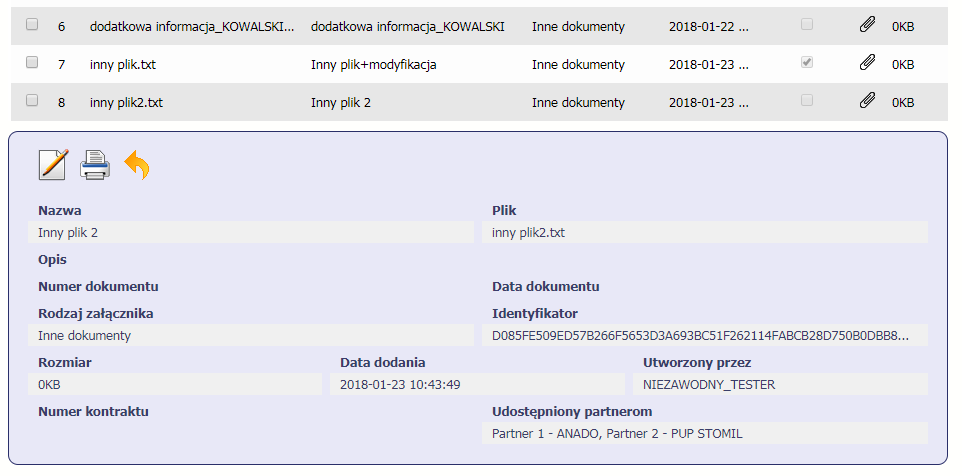 6 dodatkowa informacja_KOWALSKI... dodatkowa informacja_KOWALSKI Inne dokumenty 2018-01-22 ... 0KB
7 inny plik.txt Inny plik+modyfikacja Inne dokumenty 2018-01-23 ... 0KB
8 inny plik2.txt Inny plik 2 Inne dokumenty 2018-01-23 ... 0KB
Nazwa Plik
Inny plik 2 inny plik2.txt
Opis
Numer dokumentu Data dokumentu
Rodzaj załącznika Identyfikator
Inne dokumenty D085FE509ED57B266F5653D3A693BC51F262114FABCB28D750B0DBB8...
Rozmiar Data dodania Utworzony przez
0KB 2018-01-23 10:43:49 NIEZAWODNY_TESTER
Numer kontraktu Udostępniony partnerom
Partner 1 - ANADO, Partner 2 - PUP STOMIL